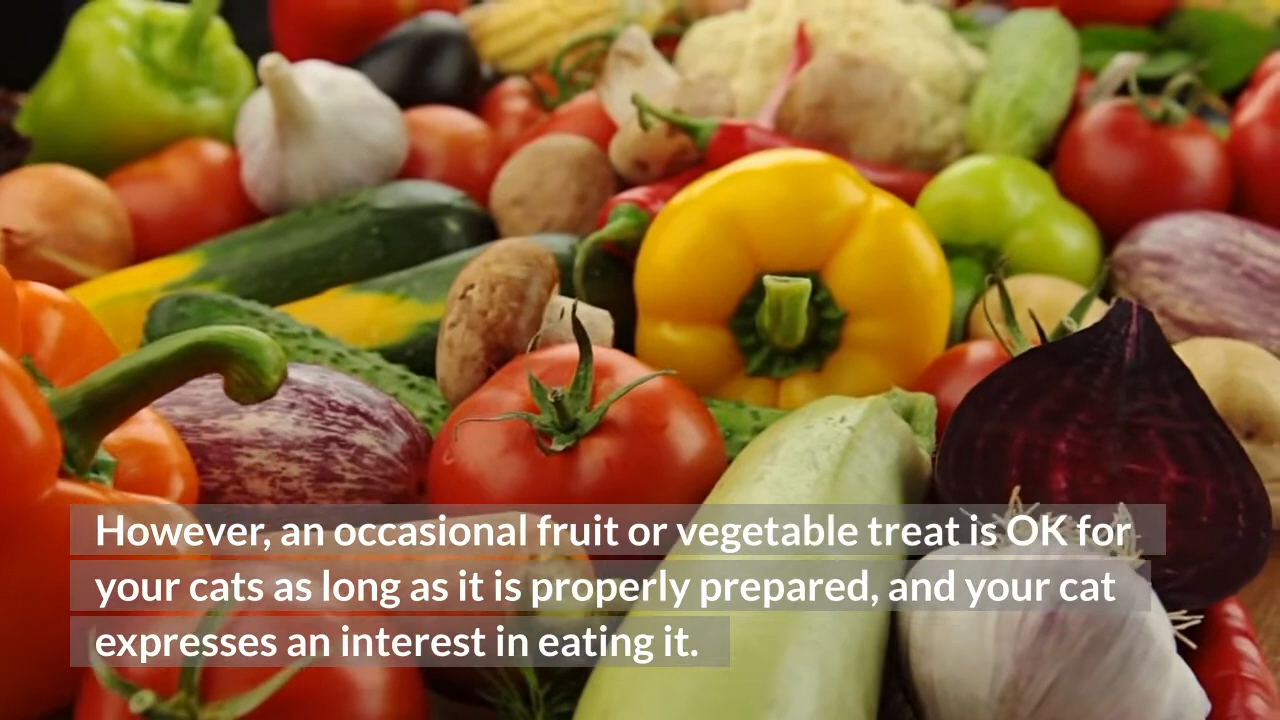 However, an occasional fruit or vegetable treat is OK for
your cats as long as it is properly prepared, and your cat
expresses an interest in eating it.